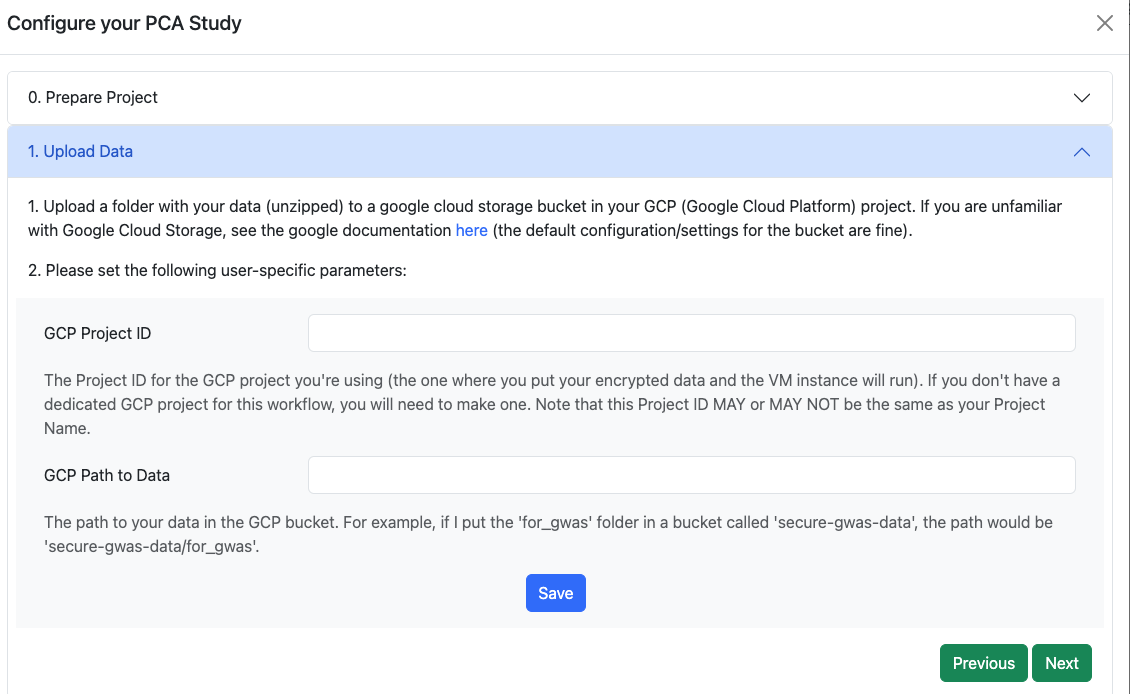 Configure your PCA Study
0. Prepare Project
1. Upload Data
1. Upload a folder with your data (unzipped) to a google cloud storage bucket in your GCP (Google Cloud Platform) project. If you are unfamiliar
with Google Cloud Storage, see the google documentation here (the default configuration/settings for the bucket are fine).
2. Please set the following user-specific parameters:
GCP Project ID
The Project ID for the GCP project you're using (the one where you put your encrypted data and the VM instance will run). If you don't have a
dedicated GCP project for this workflow, you will need to make one. Note that this Project ID MAY or MAY NOT be the same as your Project
Name.
GCP Path to Data
The path to your data in the GCP bucket. For example, if I put the 'for_gwas' folder in a bucket called 'secure-gwas-data', the path would be
'secure-gwas-data/for_gwas'.
Save
Previous Next